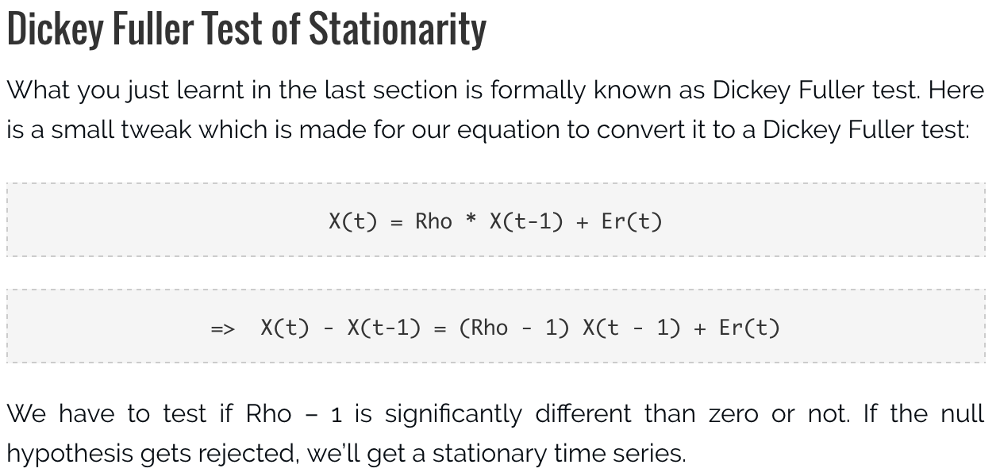 Dickey Fuller Test of Stationarity
What you just learnt in the last section is formally known as Dickey Fuller test. Here
is a small tweak which is made for our equation to convert it to a Dickey Fuller test:
X(t) = Rho * X(t-1) + Er(t)
=>  X(t) - X(t-1) = (Rho - 1) X(t - 1) + Er(t)
We have to test if Rho – 1 is significantly different than zero or not. If the null
hypothesis gets rejected, we’ll get a stationary time series.